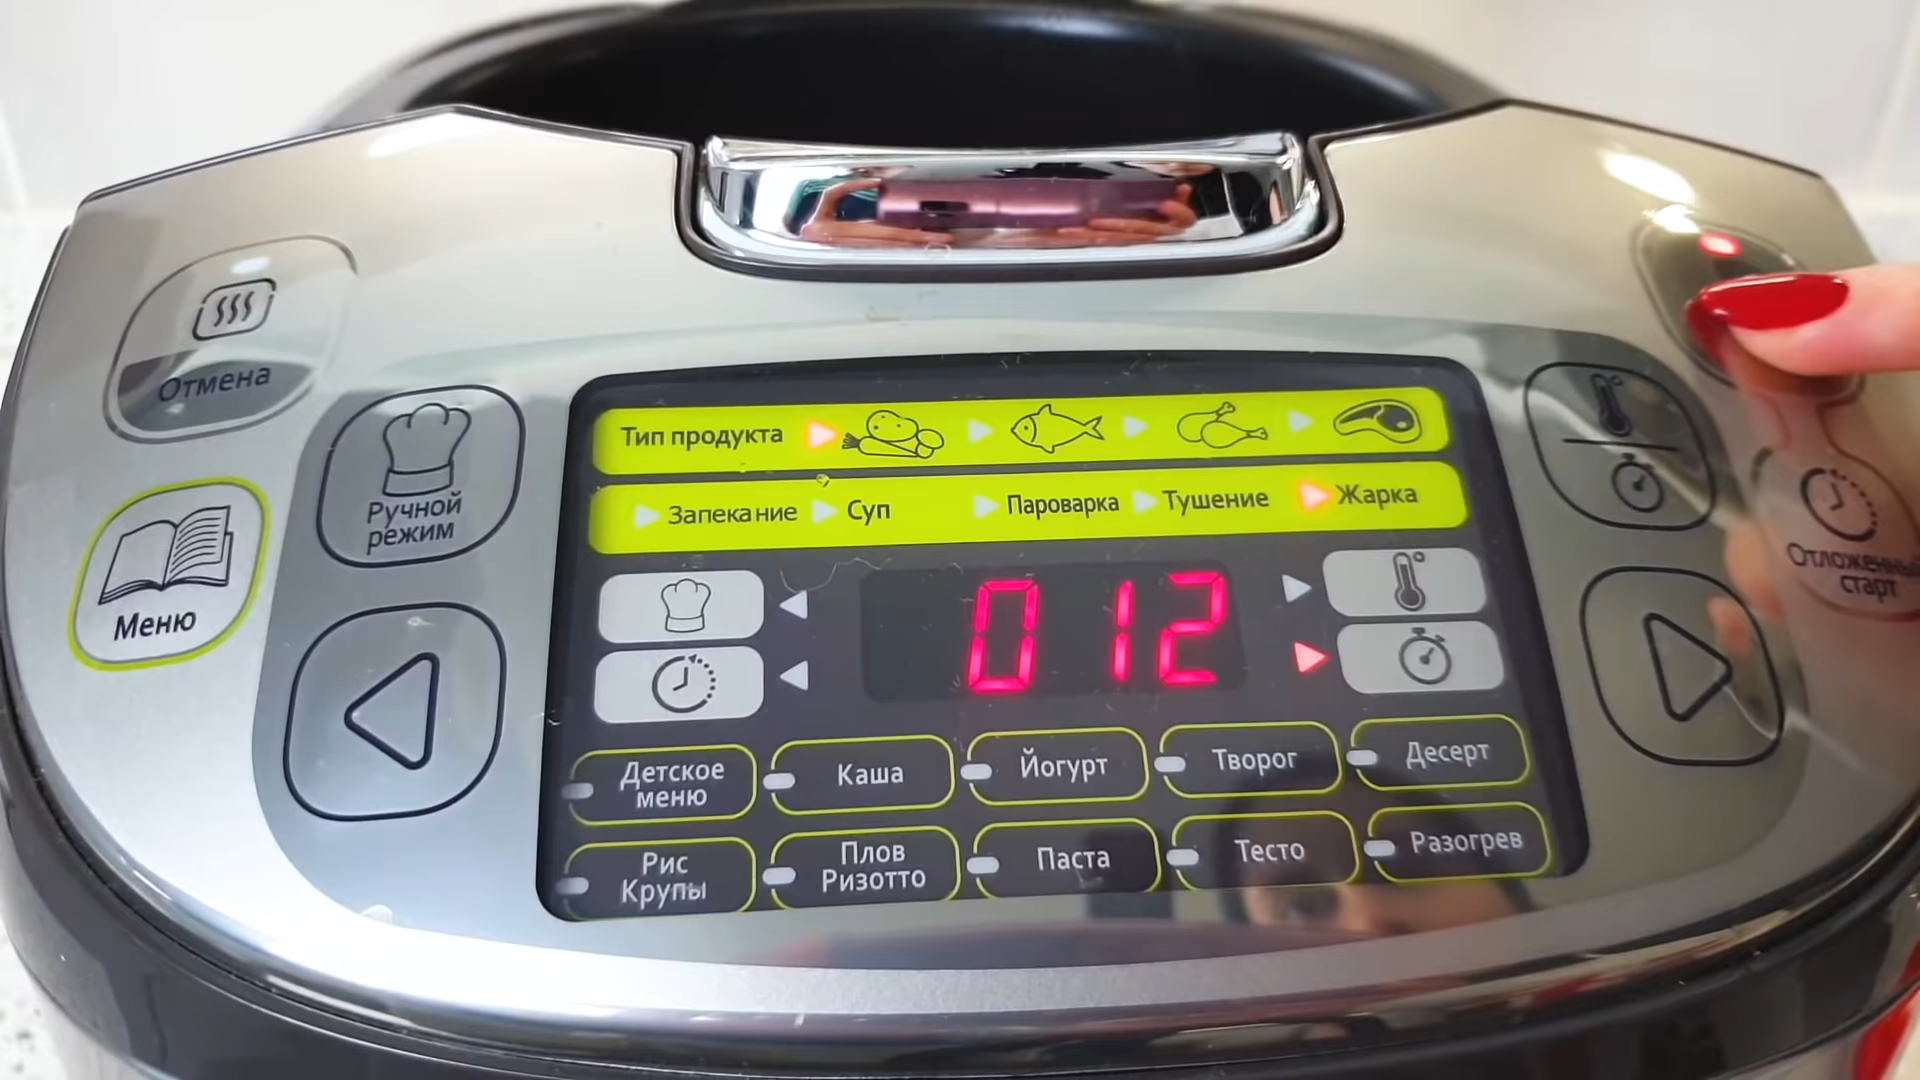 Отмена
Ручной
режим
Меню
Тип продукта
Запекание Суп Пароварка Тушение Жарка
012
Детское
меню
Каша
Йогурт
Творог
Десерт
Рис
Крупы
Плов
Ризотто
Паста
Тесто
Разогрев
Отложенный
старт